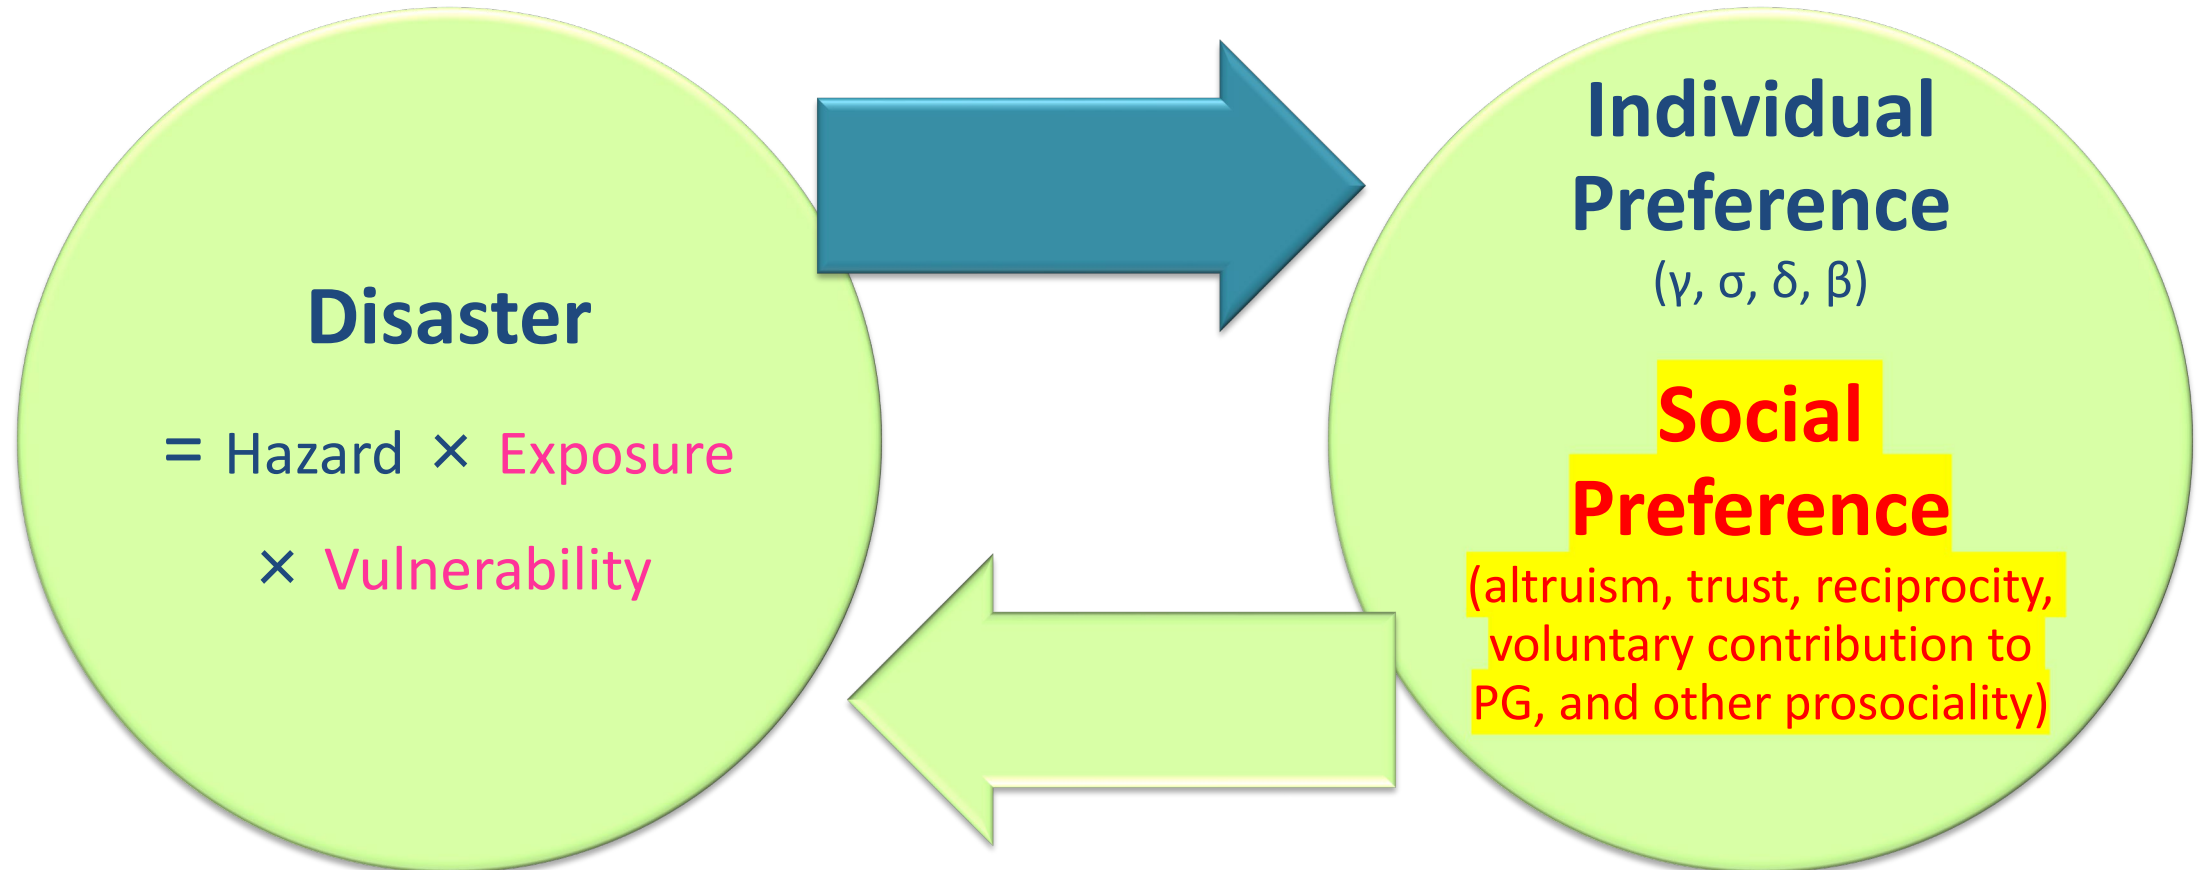 Disaster
= Hazard × Exposure
× Vulnerability
Individual
Preference
(γ, σ, δ, β)
Social
Preference
(altruism, trust, reciprocity,
voluntary contribution to
PG, and other prosociality)